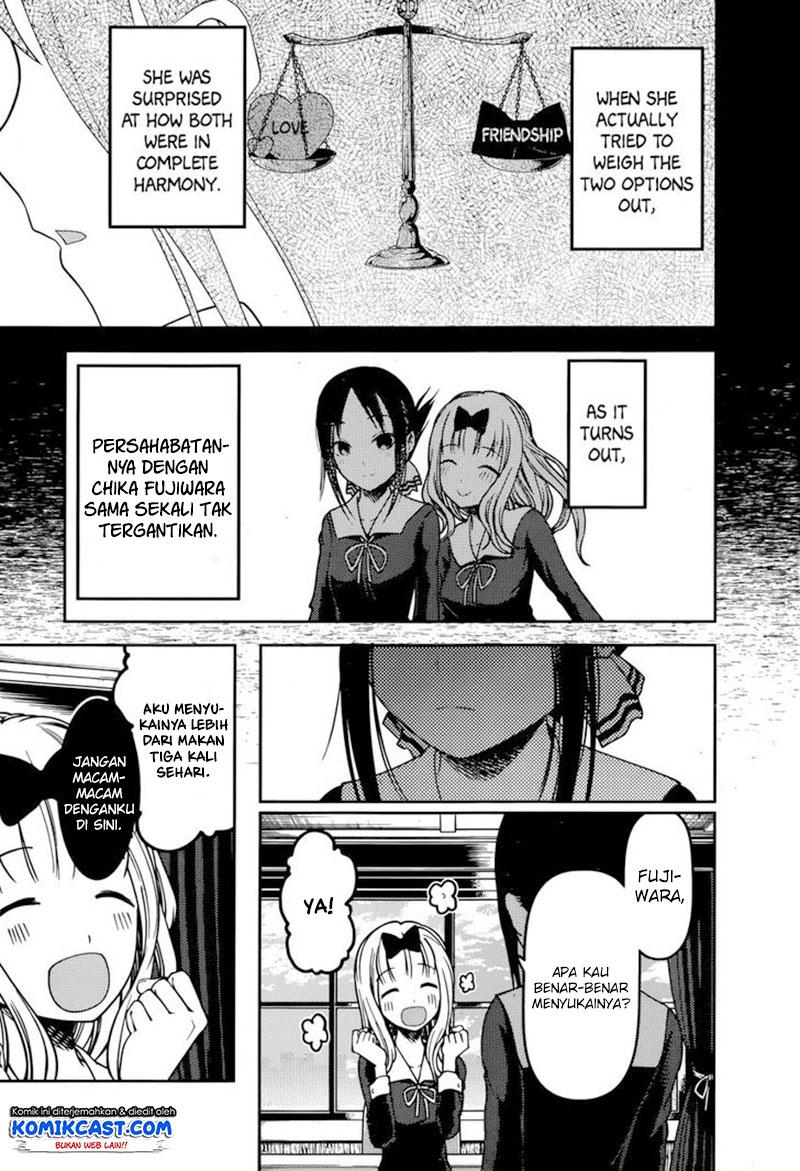 WHEN SHE
ACTUALLY
TRIED TO
WEIGH THE
TWO OPTIONS
OUT,
FRIENDSHIP
LOVE
SHE WAS
SURPRISED
AT HOW BOTH
WERE IN
COMPLETE
HARMONY.
AS IT
TURNS
OUT,
PERSAHABATAN-
NYA DENGAN
CHIKA FUJIWARA
SAMA SEKALI TAK
TERGANTIKAN.
FUJI-
WARA,
APA KAU
BENAR-BENAR
MENYUKAINYA?
YA!
AKU MENYU-
KAINYA LEBIH
DARI MAKAN
TIGA KALI
SEHARI.
JANGAN
MACAM-
MACAM
DENGANKU
DI SINI.
Komik ini diterjemahkan & diedit oleh
KOMIKCAST.COM
BUKAN WEB LAIN!!